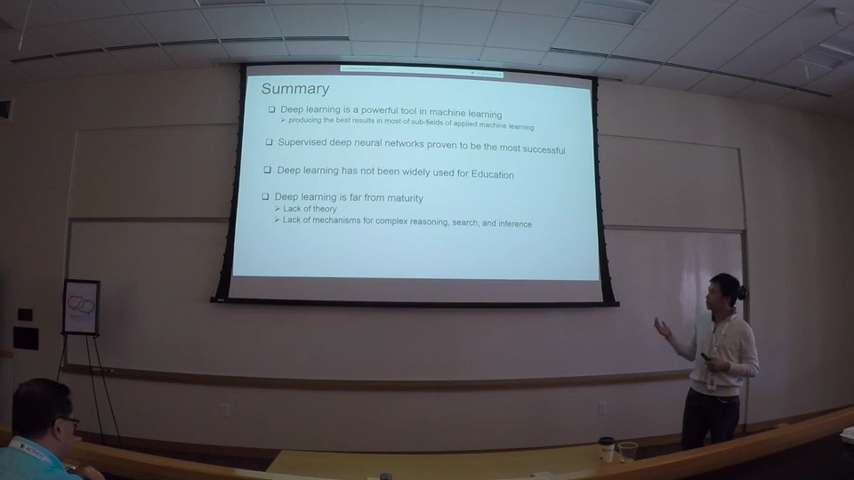 Summary
Deep learning is a powerful tool in machine learning
producing the best results in most of sub-fields of applied machine learning
Supervised deep neural networks proven to be the most successful
Deep learning has not been widely used for Education
Deep learning is far from maturity
Lack of theory
Lack of mechanisms for complex reasoning, search, and inference